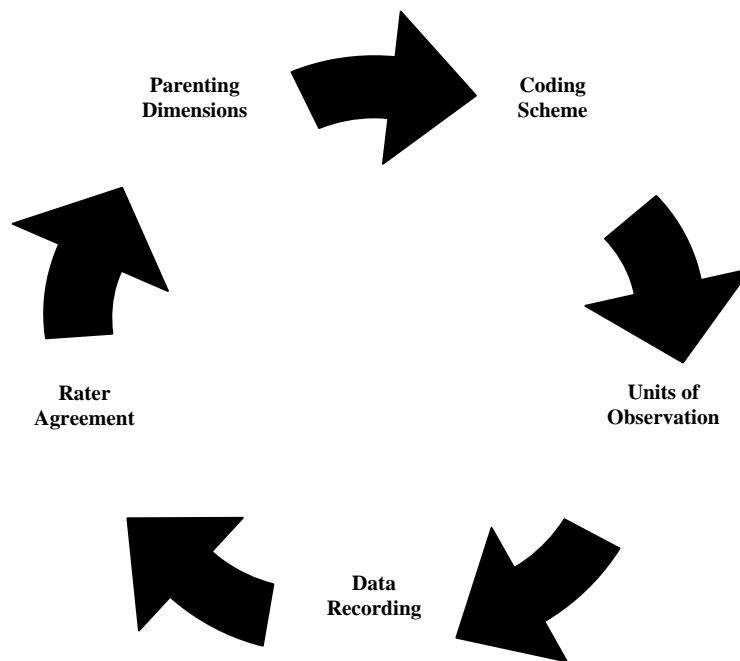 Parenting
Dimensions
Coding
Scheme
Units of
Observation
Data
Recording
Rater
Agreement